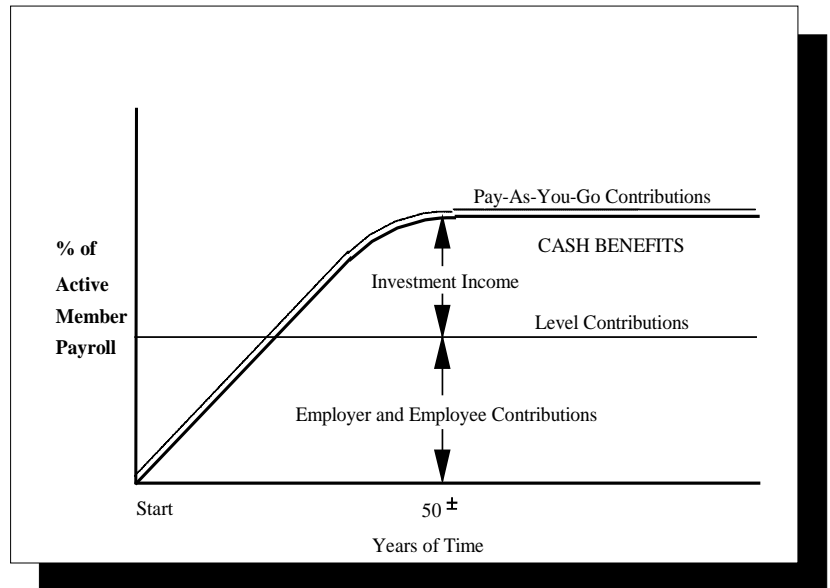 Pay-As-You-Go Contributions
CASH BENEFITS
% of
Active
Member
Payroll
Investment Income
Level Contributions
Employer and Employee Contributions
Start
50 ±
Years of Time